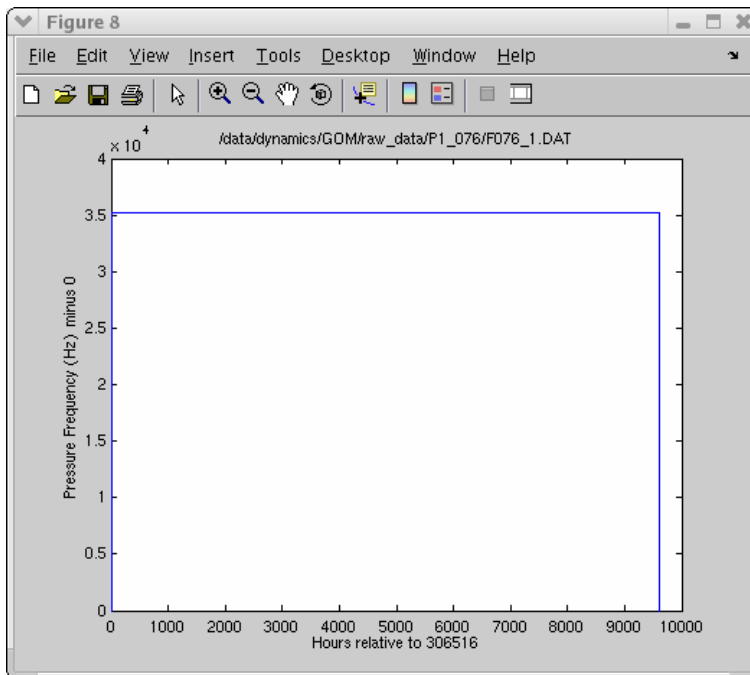 Figure 8
File Edit View Insert Tools Desktop Window Help
/data/dynamics/GOM/raw_data/P1_076/F076_1.DAT
x 10^4
4
3.5
3
2.5
2
1.5
1
0.5
0
Pressure Frequency (Hz) minus 0
0 1000 2000 3000 4000 5000 6000 7000 8000 9000 10000
Hours relative to 306516